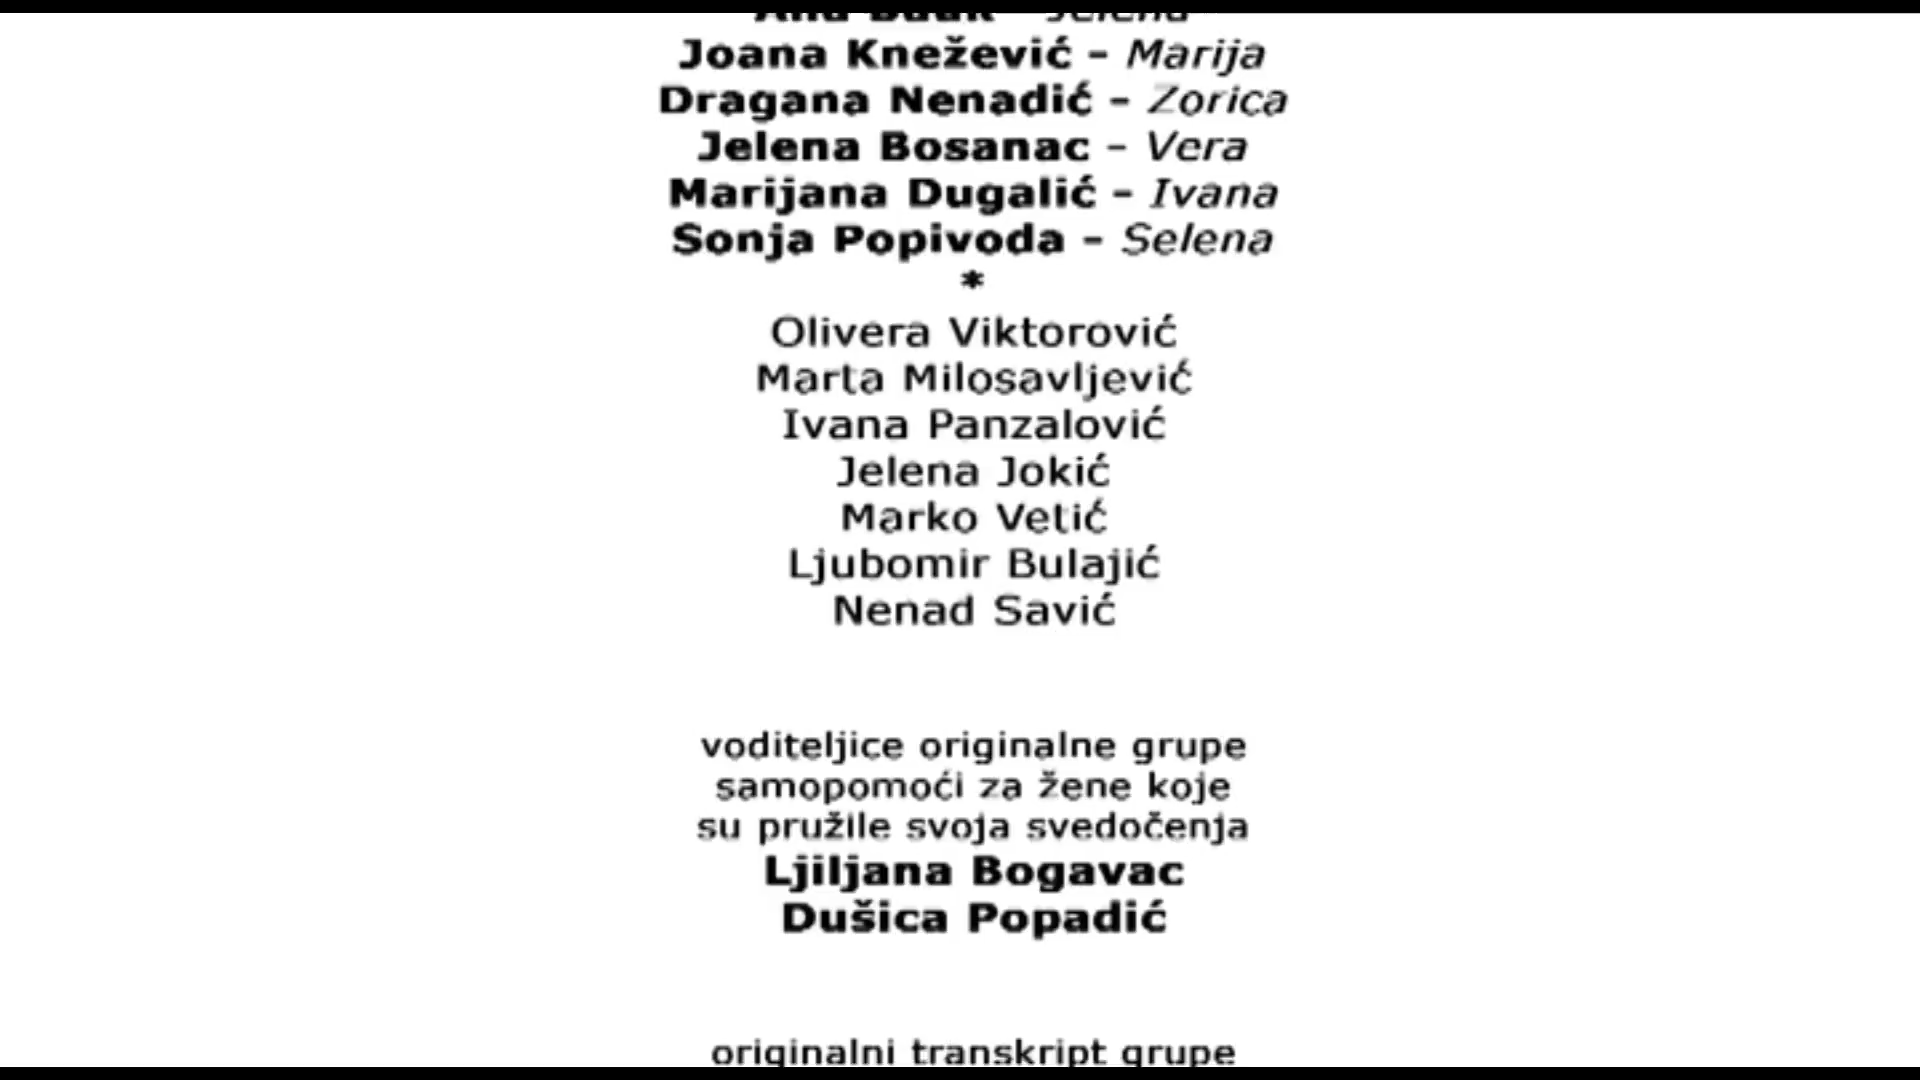 Jelena
Joana Knežević – Marija
Dragana Nenadić – Zorica
Jelena Bosanac – Vera
Marijana Dugalić – Ivana
Sonja Popivoda – Selena
*
Olivera Viktorović
Marta Milosavljević
Ivana Panzalović
Jelena Jokić
Marko Vetić
Ljubomir Bulajić
Nenad Savić
voditeljice originalne grupe
samopomoći za žene koje
su pružile svoja svedočenja
Ljiljana Bogavac
Dušica Popadić
originalni transkript grupe